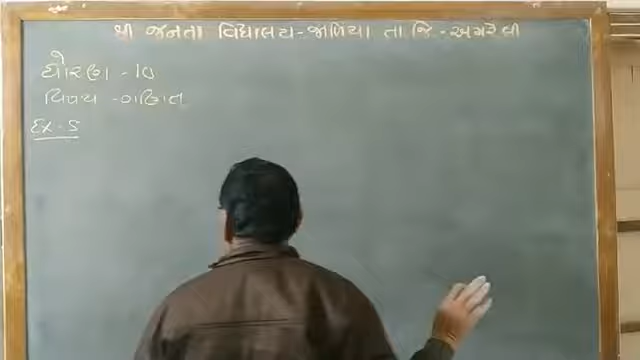 શ્રી જનતા વિદ્યાલય-જાળિયા તા.જિ.-અમરેલી
ધોરણ - 10
વિષય - ગણિત
Ex - 5